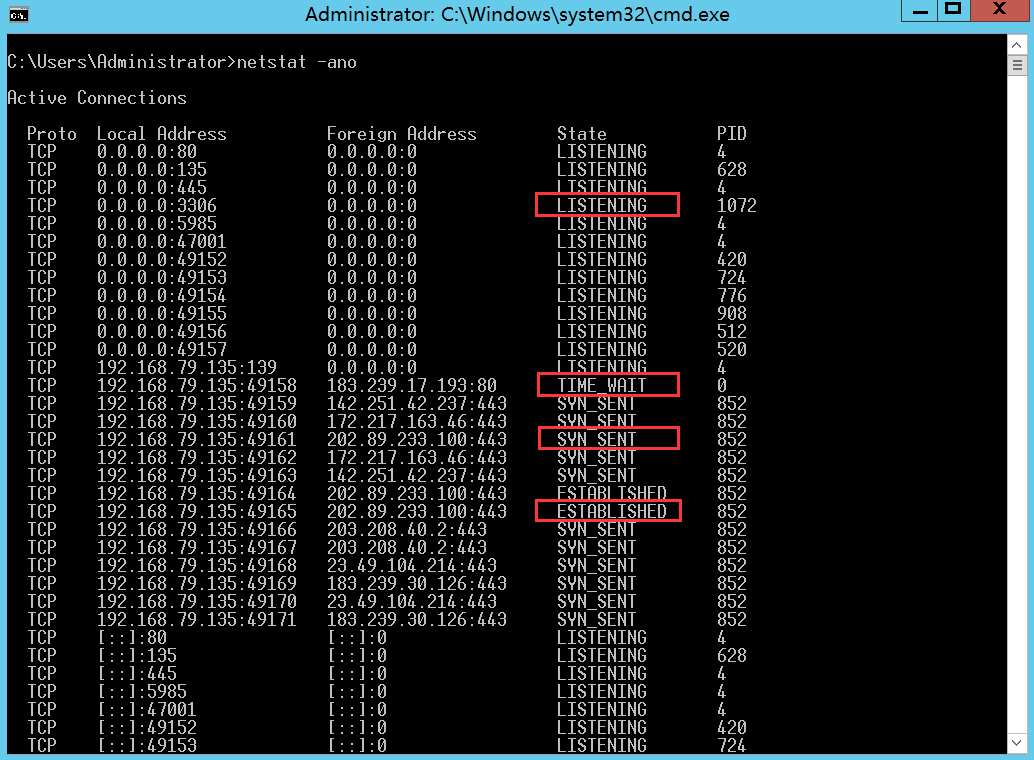 Administrator: C:\Windows\system32\cmd.exe
C:\Users\Administrator>netstat -ano
Active Connections
Proto  Local Address          Foreign Address        State           PID
TCP    0.0.0.0:80             0.0.0.0:0              LISTENING       4
TCP    0.0.0.0:135            0.0.0.0:0              LISTENING       628
TCP    0.0.0.0:445            0.0.0.0:0              LISTENING       4
TCP    0.0.0.0:3306           0.0.0.0:0              LISTENING       1072
TCP    0.0.0.0:5985           0.0.0.0:0              LISTENING       4
TCP    0.0.0.0:47001          0.0.0.0:0              LISTENING       4
TCP    0.0.0.0:49152          0.0.0.0:0              LISTENING       420
TCP    0.0.0.0:49153          0.0.0.0:0              LISTENING       724
TCP    0.0.0.0:49154          0.0.0.0:0              LISTENING       776
TCP    0.0.0.0:49155          0.0.0.0:0              LISTENING       908
TCP    0.0.0.0:49156          0.0.0.0:0              LISTENING       512
TCP    0.0.0.0:49157          0.0.0.0:0              LISTENING       520
TCP    192.168.79.135:139     0.0.0.0:0              LISTENING       4
TCP    192.168.79.135:49158   183.239.17.193:80      TIME_WAIT       0
TCP    192.168.79.135:49159   142.251.42.237:443     SYN_SENT        852
TCP    192.168.79.135:49160   172.217.163.46:443     SYN_SENT        852
TCP    192.168.79.135:49161   202.89.233.100:443     SYN_SENT        852
TCP    192.168.79.135:49162   172.217.163.46:443     SYN_SENT        852
TCP    192.168.79.135:49163   142.251.42.237:443     SYN_SENT        852
TCP    192.168.79.135:49164   202.89.233.100:443     ESTABLISHED     852
TCP    192.168.79.135:49165   202.89.233.100:443     ESTABLISHED     852
TCP    192.168.79.135:49166   203.208.40.2:443       SYN_SENT        852
TCP    192.168.79.135:49167   203.208.40.2:443       SYN_SENT        852
TCP    192.168.79.135:49168   23.49.104.214:443      SYN_SENT        852
TCP    192.168.79.135:49169   183.239.30.126:443     SYN_SENT        852
TCP    192.168.79.135:49170   23.49.104.214:443      SYN_SENT        852
TCP    192.168.79.135:49171   183.239.30.126:443     SYN_SENT        852
TCP    [::]:80                [::]:0                 LISTENING       4
TCP    [::]:135               [::]:0                 LISTENING       628
TCP    [::]:445               [::]:0                 LISTENING       4
TCP    [::]:5985              [::]:0                 LISTENING       4
TCP    [::]:47001             [::]:0                 LISTENING       4
TCP    [::]:49152             [::]:0                 LISTENING       420
TCP    [::]:49153             [::]:0                 LISTENING       724